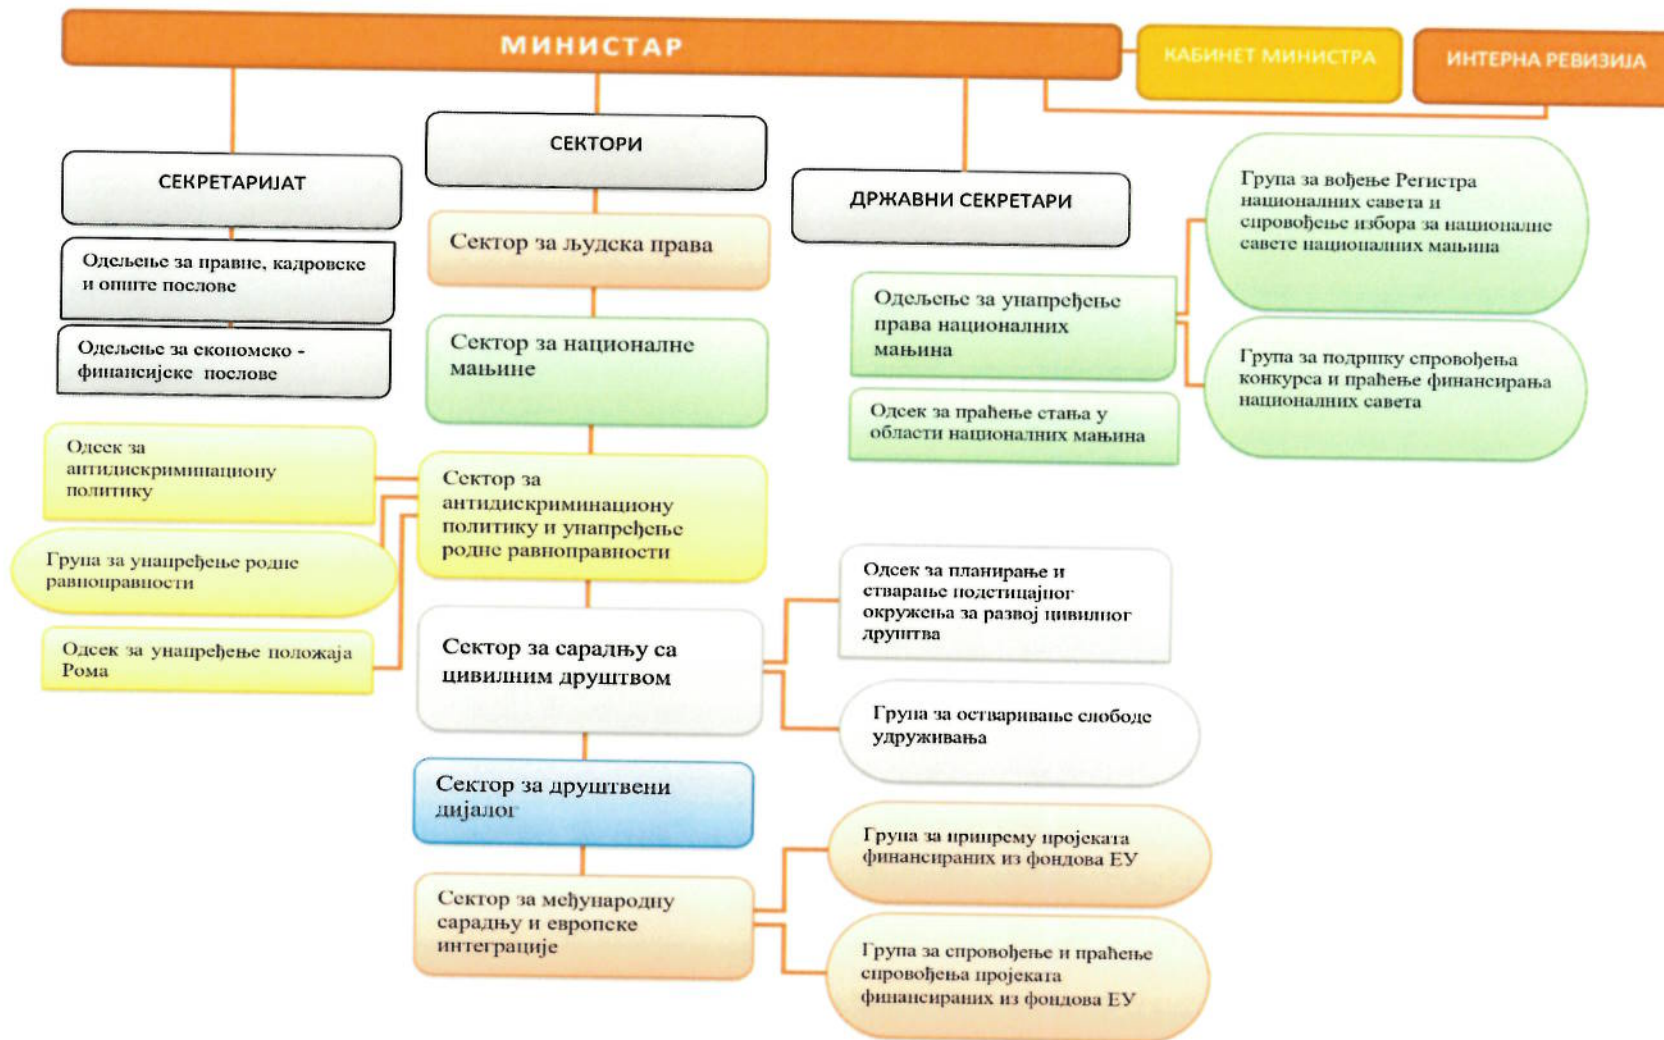 МИНИСТАР
КАБИНЕТ МИНИСТРА
ИНТЕРНА РЕВИЗИЈА
СЕКРЕТАРИЈАТ
Одељење за правне, кадровске
и опште послове
Одељење за економско -
финансијске послове
СЕКТОРИ
Сектор за људска права
Сектор за националне
мањине
Сектор за
антидискриминациону
политику и унапређење
родне равноправности
Одсек за
антидискриминациону
политику
Група за унапређење родне
равноправности
Одсек за унапређење положаја
Рома
Сектор за сарадњу са
цивилним друштвом
Одсек за планирање и
стварање подстицајног
окружења за развој цивилног
друштва
Група за остваривање слободе
удруживања
Сектор за друштвени
дијалог
Сектор за међународну
сарадњу и европске
интеграције
Група за припрему пројеката
финансираних из фондова ЕУ
Група за спровођење и праћење
спровођења пројеката
финансираних из фондова ЕУ
ДРЖАВНИ СЕКРЕТАРИ
Одељење за унапређење
права националних
мањина
Одсек за праћење стања у
области националних мањина
Група за вођење Регистра
националних савета и
спровођење избора за националне
савете националних мањина
Група за подршку спровођења
конкурса и праћење финансирања
националних савета